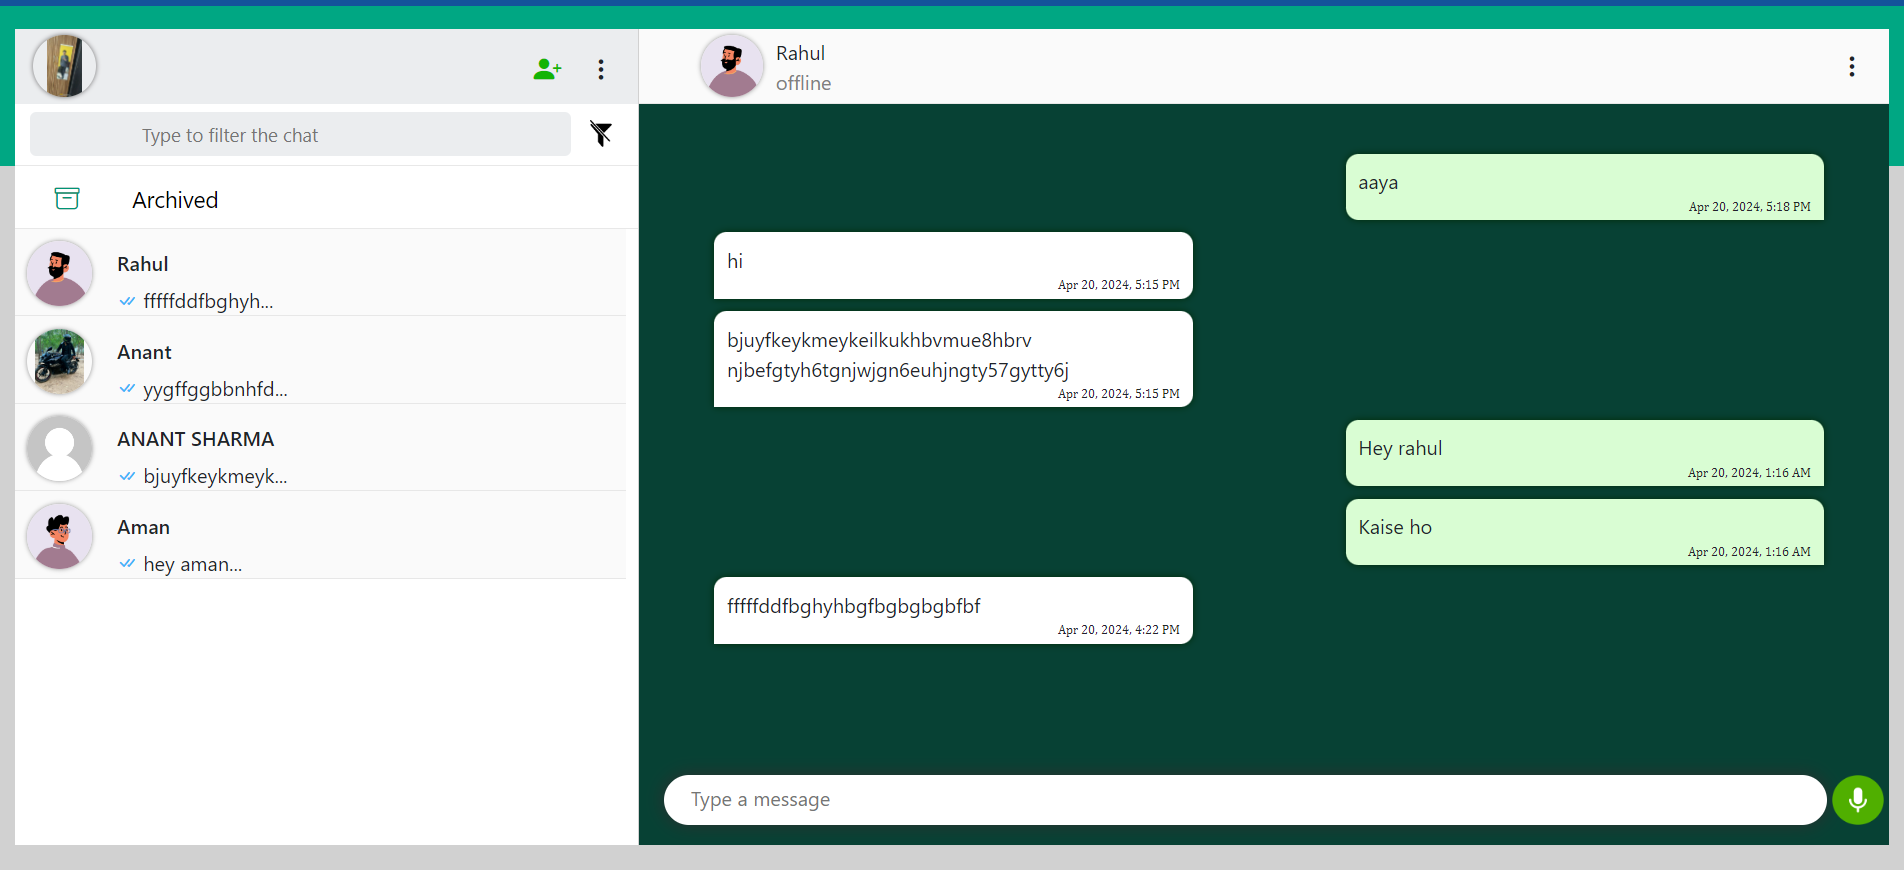 Type to filter the chat
Archived
Rahul
fffffddfbghyh...
Anant
yygffggbbnhfd...
ANANT SHARMA
bjuyfkeykmeyk...
Aman
hey aman...
Rahul
offline
aaya
Apr 20, 2024, 5:18 PM
hi
Apr 20, 2024, 5:15 PM
bjuyfkeykmeykeilkukhbvmue8hbrv
njbefgtyh6tgnjwjgn6euhjngty57gytty6j
Apr 20, 2024, 5:15 PM
Hey rahul
Apr 20, 2024, 1:16 AM
Kaise ho
Apr 20, 2024, 1:16 AM
fffffddfbghyhbgfbgbgbgbfbf
Apr 20, 2024, 4:22 PM
Type a message